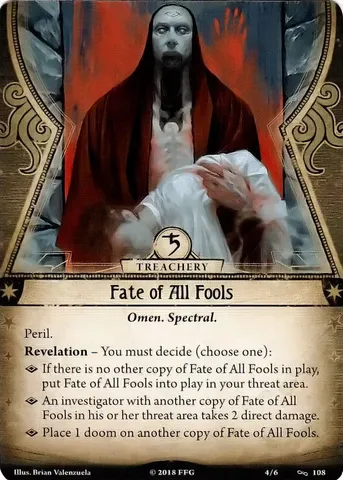 TREACHERY
Fate of All Fools
Omen. Spectral.
Peril.
Revelation – You must decide (choose one):
If there is no other copy of Fate of All Fools in play,
put Fate of All Fools into play in your threat area.
An investigator with another copy of Fate of All
Fools in his or her threat area takes 2 direct damage.
Place 1 doom on another copy of Fate of All Fools.
Illus. Brian Valenzuela © 2018 FFG 4/6 108